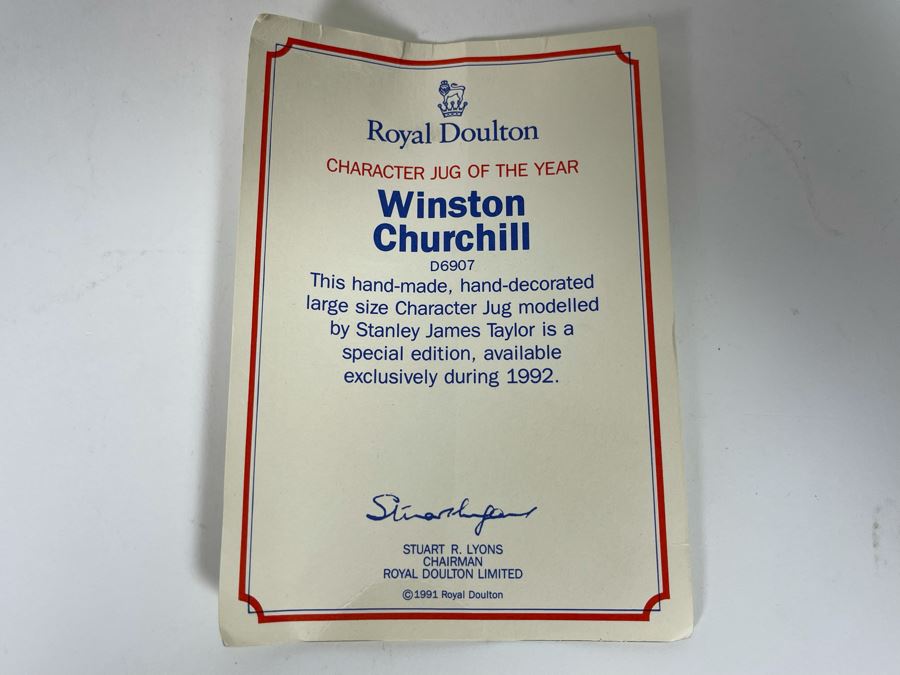 Royal Doulton
CHARACTER JUG OF THE YEAR
Winston
Churchill
D6907
This hand-made, hand-decorated
large size Character Jug modelled
by Stanley James Taylor is a
special edition, available
exclusively during 1992.
Stuart Lyons
STUART R. LYONS
CHAIRMAN
ROYAL DOULTON LIMITED
©1991 Royal Doulton